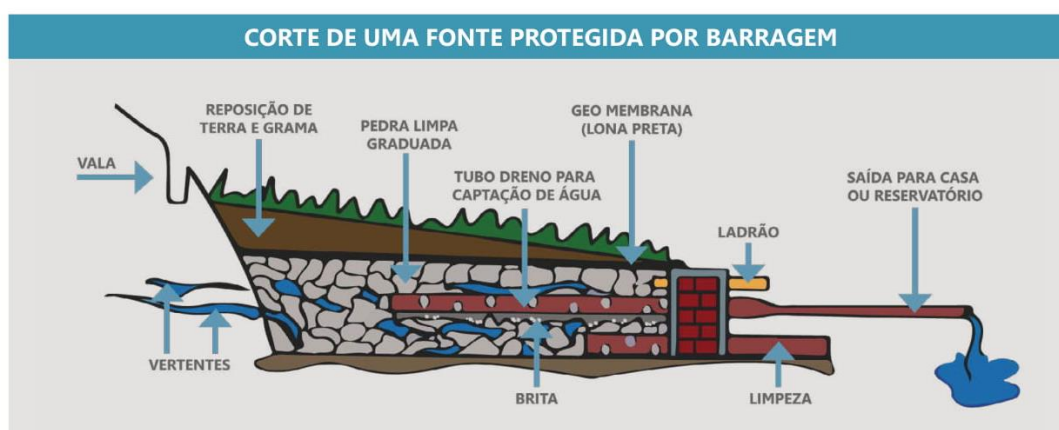 CORTE DE UMA FONTE PROTEGIDA POR BARRAGEM
REPOSIÇÃO DE
TERRA E GRAMA
PEDRA LIMPA
GRADUADA
GEO MEMBRANA
(LONA PRETA)
VALA
TUBO DRENO PARA
CAPTAÇÃO DE ÁGUA
SAÍDA PARA CASA
OU RESERVATÓRIO
LADRÃO
VERTENTES
BRITA
LIMPEZA